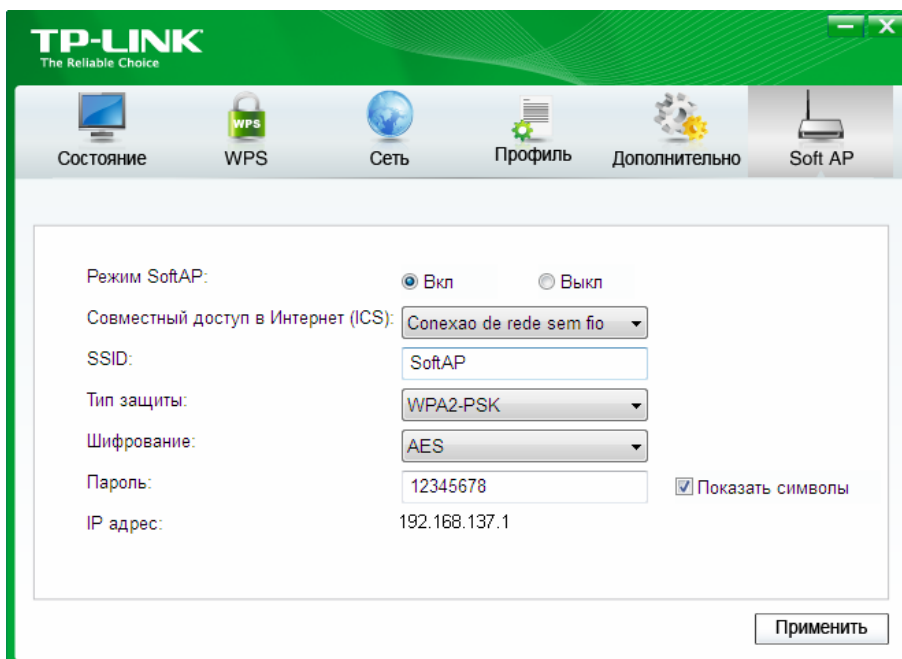 TP-LINK
The Reliable Choice
Состояние WPS Сеть Профиль Дополнительно Soft AP
WPS
Режим SoftAP: Вкл Выкл
Совместный доступ в Интернет (ICS): Conexao de rede sem fio
SSID: SoftAP
Тип защиты: WPA2-PSK
Шифрование: AES
Пароль: 12345678 Показать символы
IP адрес: 192.168.137.1
Применить